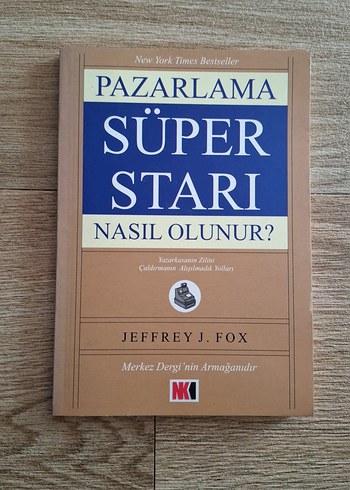 New York Times Bestseller
PAZARLAMA
SÜPER
STARI
NASIL OLUNUR?
Yazarkasanın Zilini
Çaldırmanın Alışılmadık Yolları
JEFFREY J. FOX
Merkez Dergi'nin Armağanıdır
NK